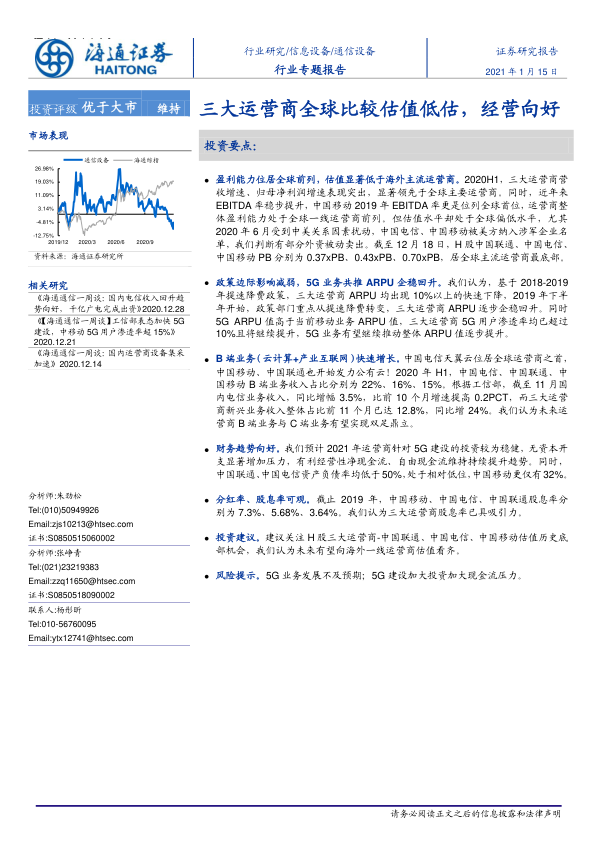 海通证券
HAITONG
行业研究/信息设备/通信设备
行业专题报告
证券研究报告
2021 年 1 月 15 日
投资评级 优于大市 维持
市场表现
通信设备 海通综指
26.98%
19.03%
11.09%
3.14%
-4.81%
-12.75%
2019/12 2020/3 2020/6 2020/9
资料来源:海通证券研究所
相关研究
《海通通信一周谈:国内电信收入回升趋
势向好,千亿广电完成出资》2020.12.28
《【海通通信一周谈】工信部表态加快 5G
建设,中移动 5G 用户渗透率超 15%》
2020.12.21
《海通通信一周谈:国内运营商设备集采
加速》2020.12.14
分析师:朱劲松
Tel:(010)50949926
Email:zjs10213@htsec.com
证书:S0850515060002
分析师:张峥青
Tel:(021)23219383
Email:zzq11650@htsec.com
证书:S0850518090002
联系人:杨彤昕
Tel:010-56760095
Email:ytx12741@htsec.com
三大运营商全球比较估值低估,经营向好
投资要点:
• 盈利能力位居全球前列,估值显著低于海外主流运营商。2020H1,三大运营商营
收增速、归母净利润增速表现突出,显著领先于全球主要运营商。同时,近年来
EBITDA 率稳步提升,中国移动 2019 年 EBITDA 率更是位列全球首位,运营商整
体盈利能力处于全球一线运营商前列。但估值水平却处于全球偏低水平,尤其
2020 年 6 月受到中美关系因素扰动,中国电信、中国移动被美方纳入涉军企业名
单,我们判断有部分外资被动卖出。截至 12 月 18 日,H 股中国联通、中国电信、
中国移动 PB 分别为 0.37xPB、0.43xPB、0.70xPB,居全球主流运营商最底部。
• 政策边际影响减弱,5G 业务共推 ARPU 企稳回升。我们认为,基于 2018-2019
年提速降费政策,三大运营商 ARPU 均出现 10%以上的快速下降,2019 年下半
年开始,政策部门重点从提速降费转变,三大运营商 ARPU 逐步企稳回升。同时
5G ARPU 值高于当前移动业务 ARPU 值,三大运营商 5G 用户渗透率均已超过
10%且将继续提升,5G 业务有望继续推动整体 ARPU 值逐步提升。
• B 端业务(云计算+产业互联网)快速增长。中国电信天翼云位居全球运营商之首,
中国移动、中国联通也开始发力公有云!2020 年 H1,中国电信、中国联通、中
国移动 B 端业务收入占比分别为 22%、16%、15%。根据工信部,截至 11 月国
内电信业务收入,同比增幅 3.5%,比前 10 个月增速提高 0.2PCT,而三大运营
商新兴业务收入整体占比前 11 个月已达 12.8%,同比增 24%。我们认为未来运
营商 B 端业务与 C 端业务有望实现双足鼎立。
• 财务趋势向好。我们预计 2021 年运营商针对 5G 建设的投资较为稳健,无资本开
支显著增加压力,有利经营性净现金流,自由现金流维持持续提升趋势。同时,
中国联通、中国电信资产负债率均低于 50%,处于相对低位,中国移动更仅有 32%。
• 分红率、股息率可观。截止 2019 年,中国移动、中国电信、中国联通股息率分
别为 7.3%、5.68%、3.64%。我们认为三大运营商股息率已具吸引力。
• 投资建议。建议关注 H 股三大运营商-中国联通、中国电信、中国移动估值历史底
部机会,我们认为未来有望向海外一线运营商估值看齐。
• 风险提示。5G 业务发展不及预期;5G 建设加大投资加大现金流压力。
请务必阅读正文之后的信息披露和法律声明